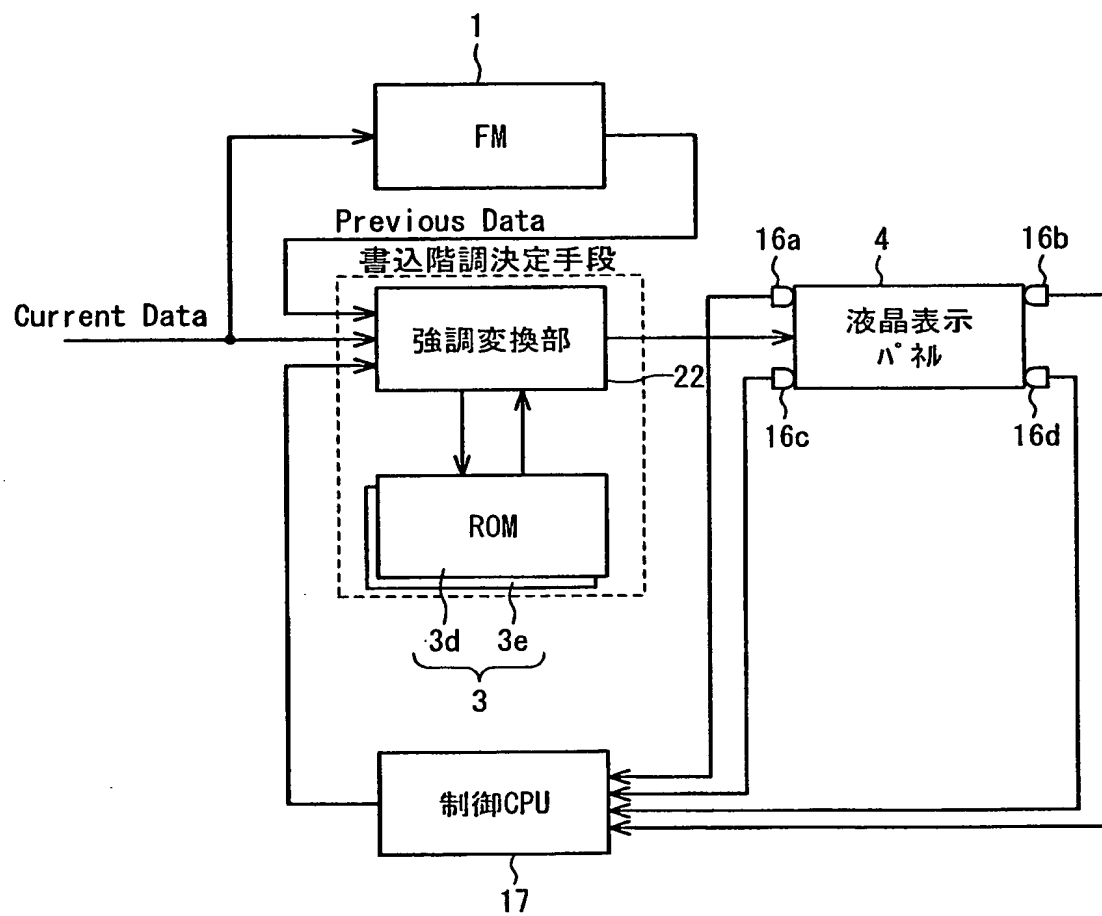 1
FM
Previous Data
書込階調決定手段
16a
4
16b
Current Data
強調変換部
液晶表示
パネル
22
16c
16d
ROM
3d
3e
3
制御CPU
17